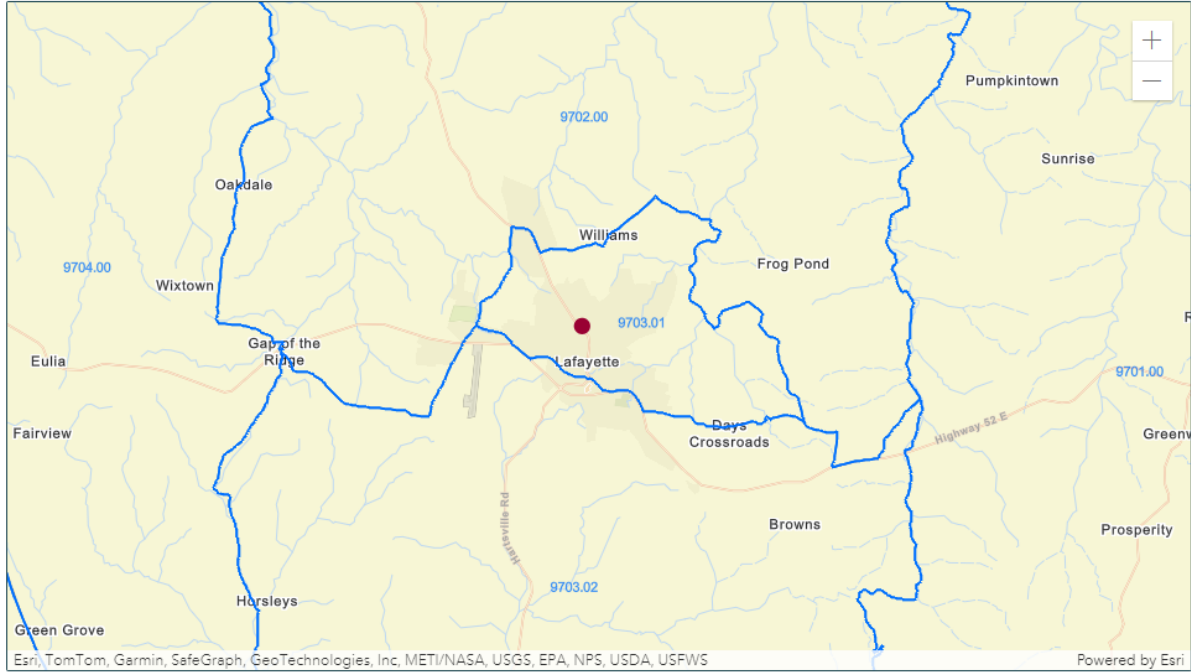 +
Pumpkintown
9702.00
Sunrise
Oakdale
Williams
Frog Pond
9704.00
Wixtown
9703.01
R
Gap of the
Ridge
Eulia
Lafayette
9701.00
Highway 52 E
Fairview
Days
Crossroads
Greenw
Hartsville Rd
Browns
Prosperity
9703.02
Horsleys
Green Grove
Esri, TomTom, Garmin, SafeGraph, GeoTechnologies, Inc, METI/NASA, USGS, EPA, NPS, USDA, USFWS
Powered by Esri